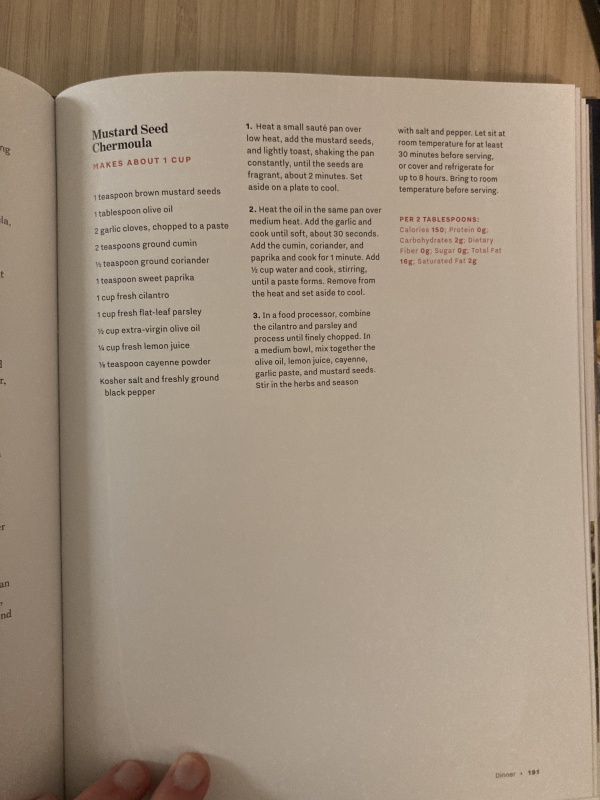 Mustard Seed
Chermoula
MAKES ABOUT 1 CUP
1 teaspoon brown mustard seeds
1 tablespoon olive oil
2 garlic cloves, chopped to a paste
2 teaspoons ground cumin
½ teaspoon ground coriander
1 teaspoon sweet paprika
1 cup fresh cilantro
1 cup fresh flat-leaf parsley
½ cup extra-virgin olive oil
¼ cup fresh lemon juice
⅛ teaspoon cayenne powder
Kosher salt and freshly ground
black pepper
1. Heat a small sauté pan over
low heat, add the mustard seeds,
and lightly toast, shaking the pan
constantly, until the seeds are
fragrant, about 2 minutes. Set
aside on a plate to cool.
2. Heat the oil in the same pan over
medium heat. Add the garlic and
cook until soft, about 30 seconds.
Add the cumin, coriander, and
paprika and cook for 1 minute. Add
½ cup water and cook, stirring,
until a paste forms. Remove from
the heat and set aside to cool.
3. In a food processor, combine
the cilantro and parsley and
process until finely chopped. In
a medium bowl, mix together the
olive oil, lemon juice, cayenne,
garlic paste, and mustard seeds.
Stir in the herbs and season
with salt and pepper. Let sit at
room temperature for at least
30 minutes before serving,
or cover and refrigerate for
up to 8 hours. Bring to room
temperature before serving.
PER 2 TABLESPOONS:
Calories 150; Protein 0g;
Carbohydrates 2g; Dietary
Fiber 0g; Sugar 0g; Total Fat
16g; Saturated Fat 2g
Dinner • 191